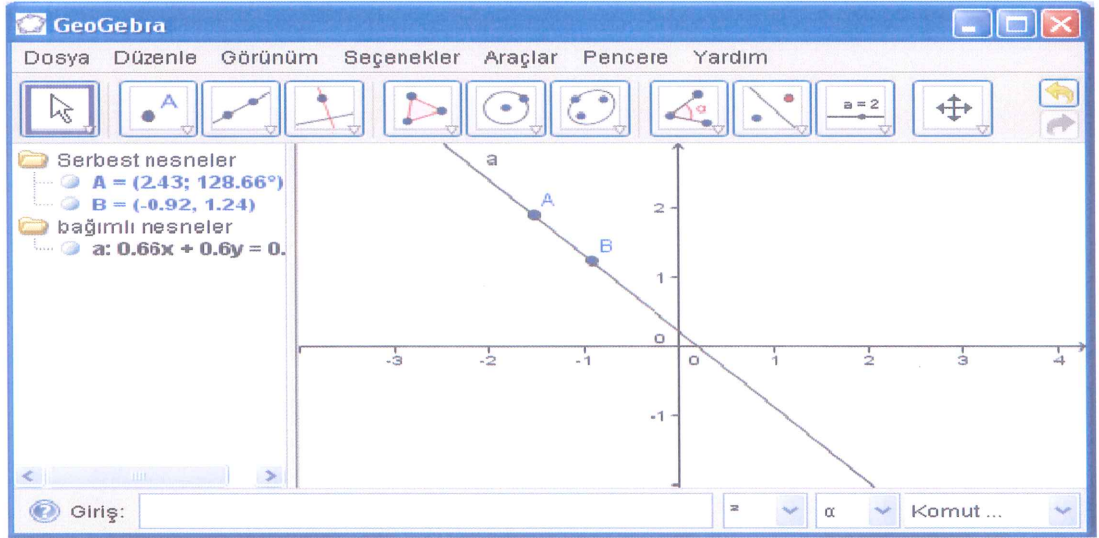 GeoGebra
Dosya Düzenle Görünüm Seçenekler Araçlar Pencere Yardım
A
α
a = 2
Serbest nesneler
A = (2.43; 128.66°)
B = (-0.92, 1.24)
bağımlı nesneler
a: 0.66x + 0.6y = 0.
a
A
B
2
1
0
-1
-3 -2 -1 0 1 2 3 4
Giriş:
²
α
Komut ...